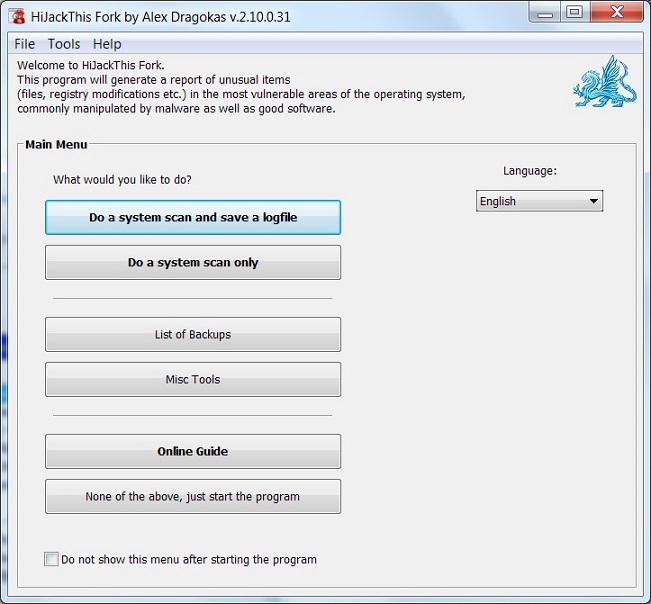 HiJackThis Fork by Alex Dragokas v.2.10.0.31
File Tools Help
Welcome to HiJackThis Fork.
This program will generate a report of unusual items
(files, registry modifications etc.) in the most vulnerable areas of the operating system,
commonly manipulated by malware as well as good software.
Main Menu
What would you like to do?
Language:
English
Do a system scan and save a logfile
Do a system scan only
List of Backups
Misc Tools
Online Guide
None of the above, just start the program
Do not show this menu after starting the program